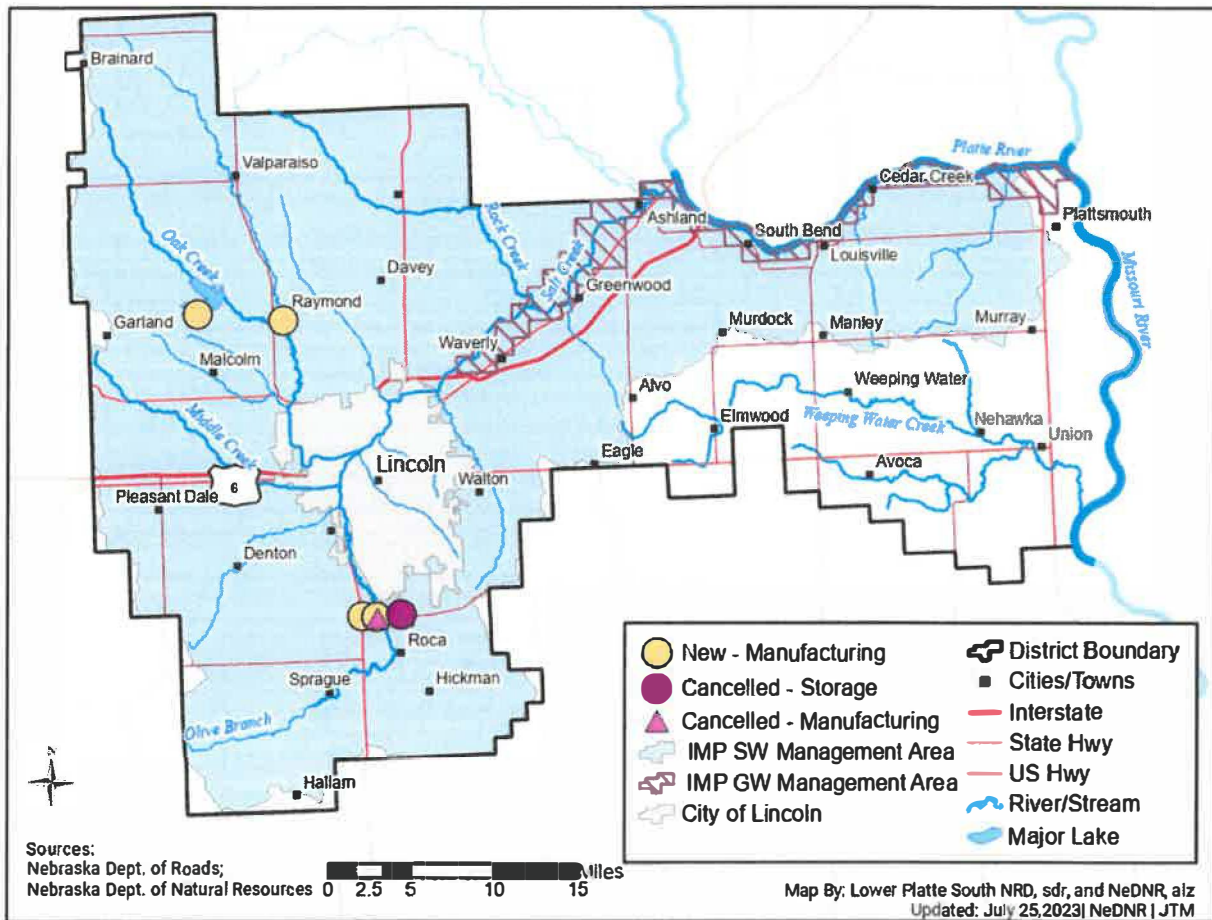 Brainard
Valparaiso
Platte River
Cedar Creek
Ashland
Plattsmouth
Rock Creek
South Bend
Louisville
Oak Creek
Davey
Salt Creek
Greenwood
Missouri River
Raymond
Garland
Murdock
Manley
Murray
Waverly
Malcolm
Alvo
Weeping Water
Middle Creek
Elmwood
Weeping Water Creek
Nehawka
Union
Eagle
Lincoln
Avoca
6
Walton
Pleasant Dale
Denton
Roca
Sprague
Hickman
Olive Branch
Hallam
New - Manufacturing
Cancelled - Storage
Cancelled - Manufacturing
IMP SW Management Area
IMP GW Management Area
City of Lincoln
District Boundary
Cities/Towns
Interstate
State Hwy
US Hwy
River/Stream
Major Lake
N
Sources:
Nebraska Dept. of Roads;
Nebraska Dept. of Natural Resources
Miles
0 2.5 5 10 15
Map By: Lower Platte South NRD, sdr, and NeDNR, alz
Updated: July 25,2023| NeDNR | JTM